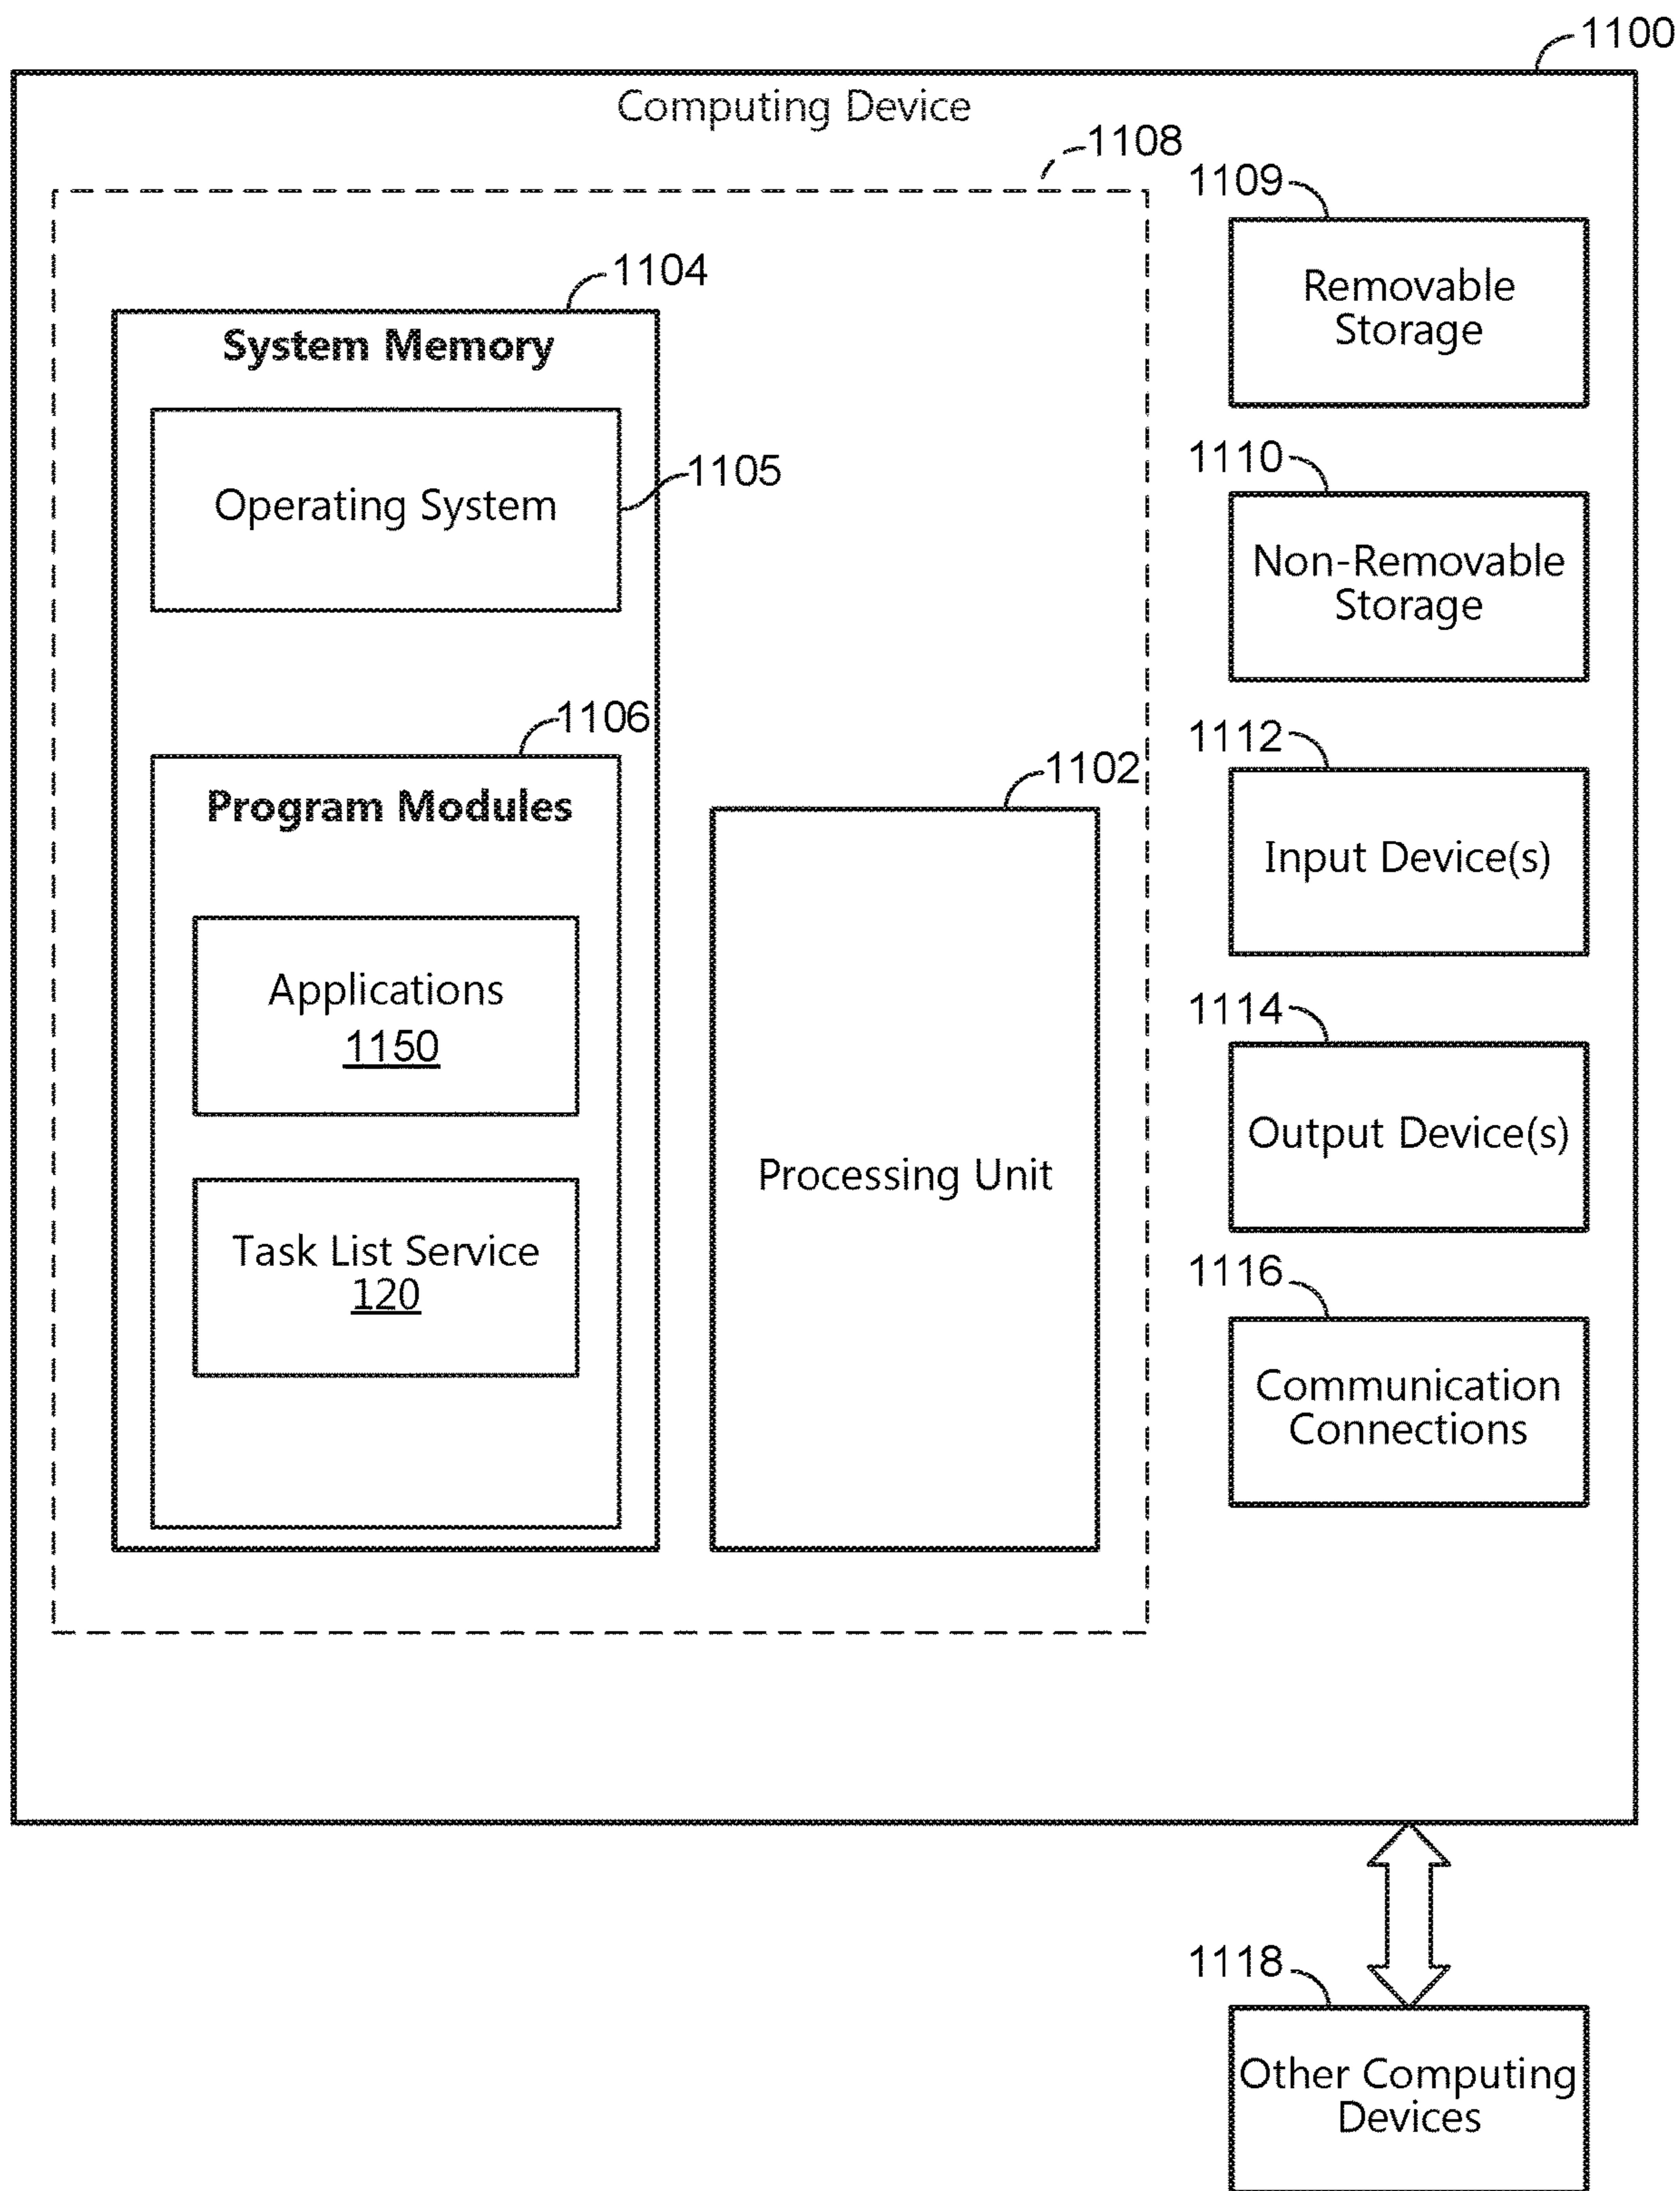 1100
Computing Device
1108
1109
Removable
Storage
1104
System Memory
Operating System
1105
1110
Non-Removable
Storage
1106
Program Modules
1102
1112
Input Device(s)
Applications
1150
1114
Output Device(s)
Processing Unit
Task List Service
120
1116
Communication
Connections
1118
Other Computing
Devices